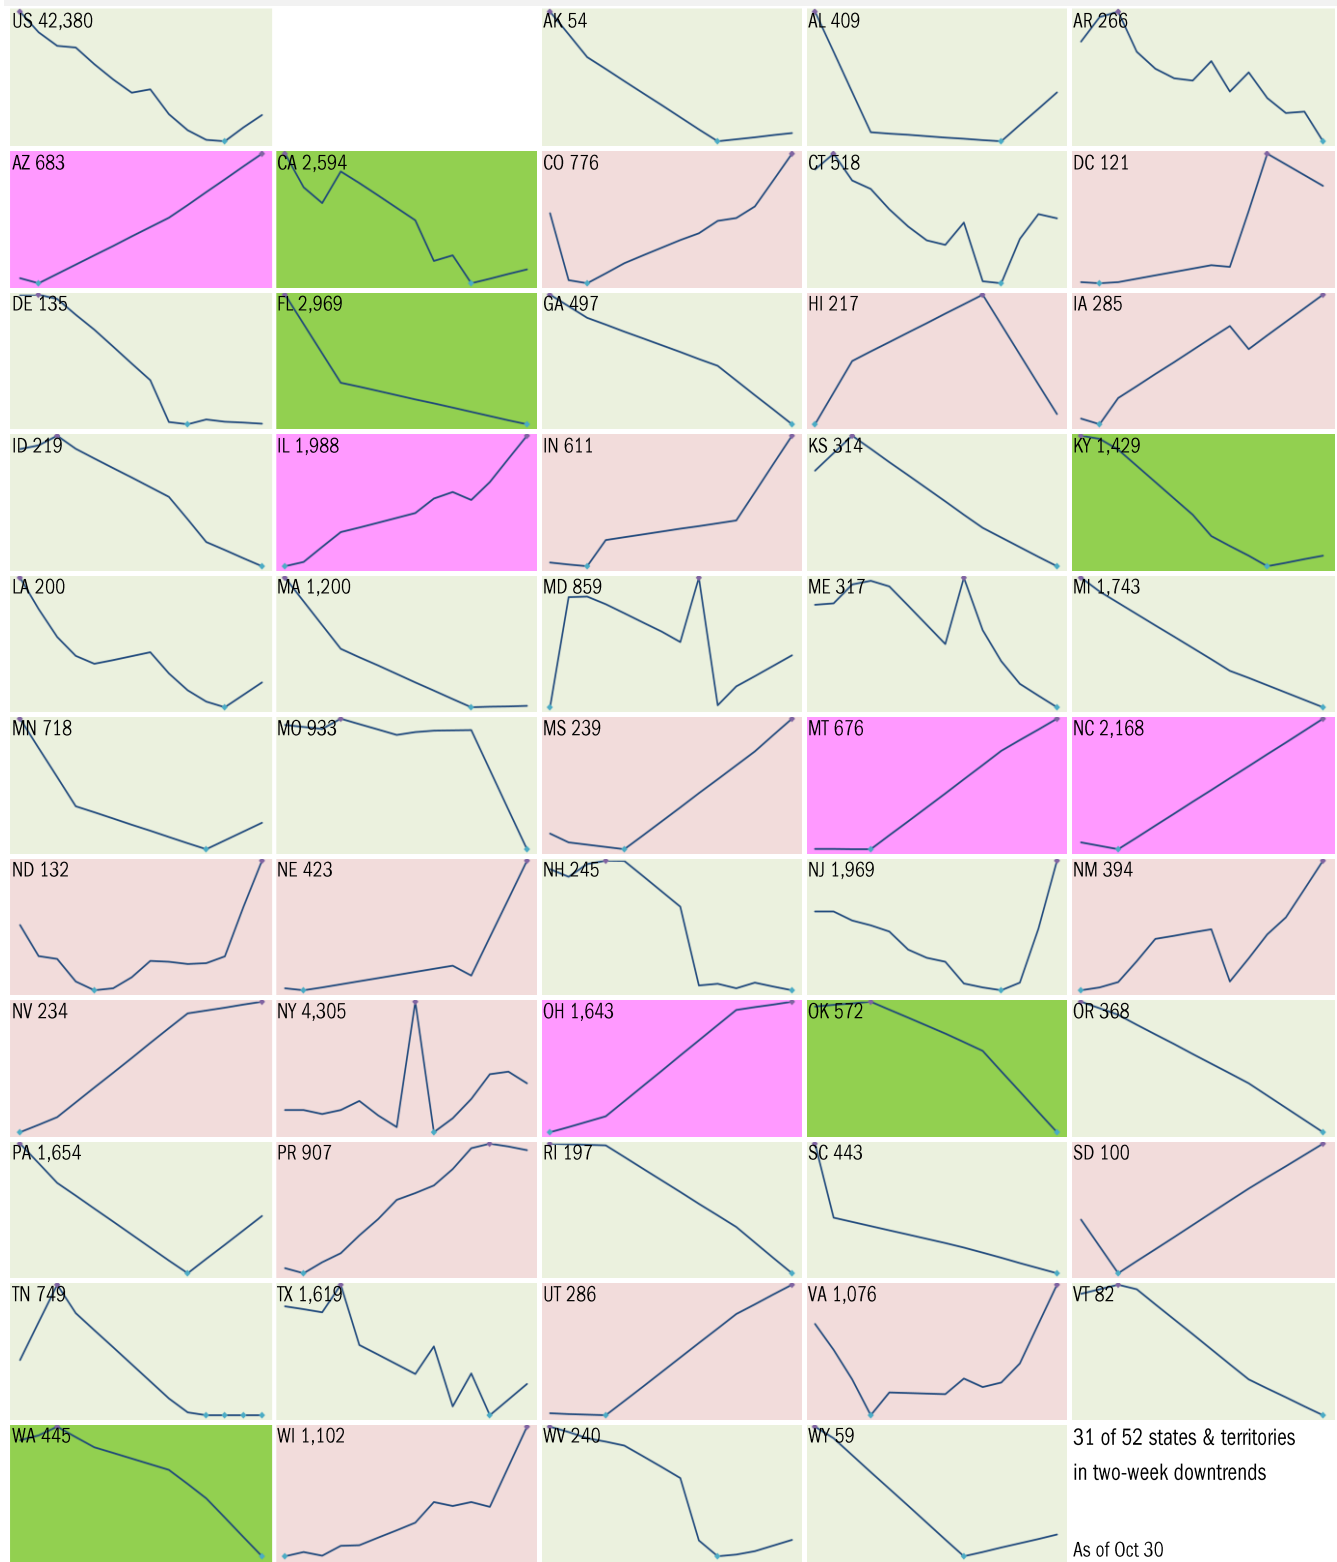 US 42,380
AK 54
AL 409
AR 266
AZ 683
CA 2,594
CO 776
CT 518
DC 121
DE 135
FL 2,969
GA 497
HI 217
IA 285
ID 219
IL 1,988
IN 611
KS 314
KY 1,429
LA 200
MA 1,200
MD 859
ME 317
MI 1,743
MN 718
MO 933
MS 239
MT 676
NC 2,168
ND 132
NE 423
NH 245
NJ 1,969
NM 394
NV 234
NY 4,305
OH 1,643
OK 572
OR 368
PA 1,654
PR 907
RI 197
SC 443
SD 100
TN 749
TX 1,619
UT 286
VA 1,076
VT 82
WA 445
WI 1,102
WV 240
WY 59
31 of 52 states & territories
in two-week downtrends
As of Oct 30